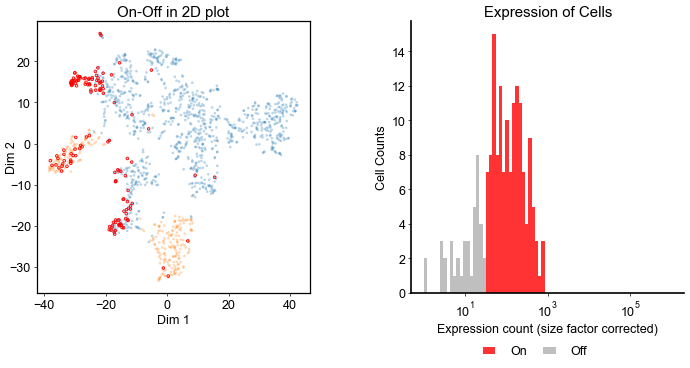 On-Off in 2D plot
Dim 2
20
10
0
−10
−20
−30
−40
−20
0
20
40
Dim 1
Expression of Cells
Cell Counts
14
12
10
8
6
4
2
0
10^1
10^3
10^5
Expression count (size factor corrected)
On
Off